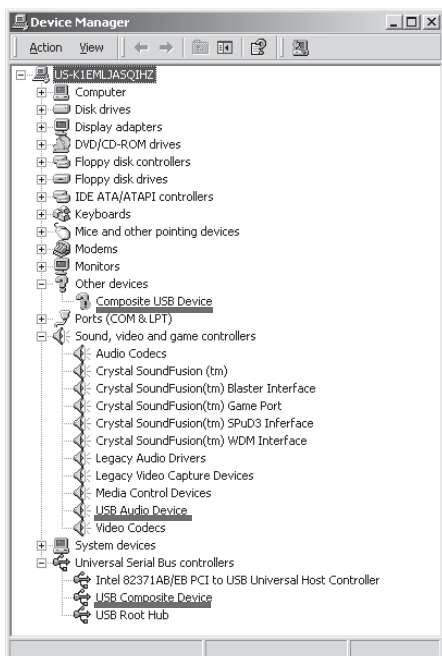 Device Manager
Action View
US-K1EMLJASQIHZ
Computer
Disk drives
Display adapters
DVD/CD-ROM drives
Floppy disk controllers
Floppy disk drives
IDE ATA/ATAPI controllers
Keyboards
Mice and other pointing devices
Modems
Monitors
Other devices
Composite USB Device
Ports (COM & LPT)
Sound, video and game controllers
Audio Codecs
Crystal SoundFusion (tm)
Crystal SoundFusion(tm) Blaster Interface
Crystal SoundFusion(tm) Game Port
Crystal SoundFusion(tm) SPuD3 Inferface
Crystal SoundFusion(tm) WDM Interface
Legacy Audio Drivers
Legacy Video Capture Devices
Media Control Devices
USB Audio Device
Video Codecs
System devices
Universal Serial Bus controllers
Intel 82371AB/EB PCI to USB Universal Host Controller
USB Composite Device
USB Root Hub